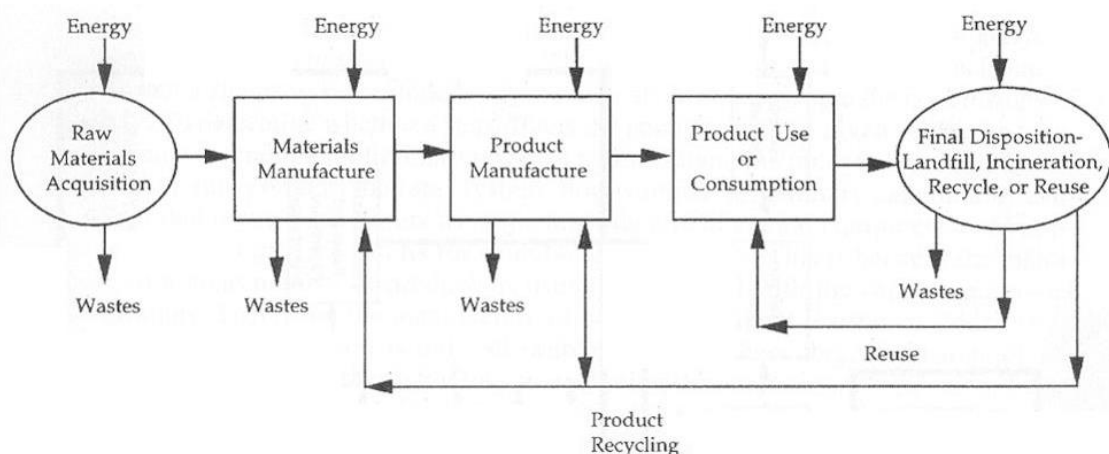 Energy
Energy
Energy
Energy
Energy
Raw
Materials
Acquisition
Materials
Manufacture
Product
Manufacture
Product Use
or
Consumption
Final Disposition-
Landfill, Incineration,
Recycle, or Reuse
Wastes
Wastes
Wastes
Wastes
Reuse
Product
Recycling